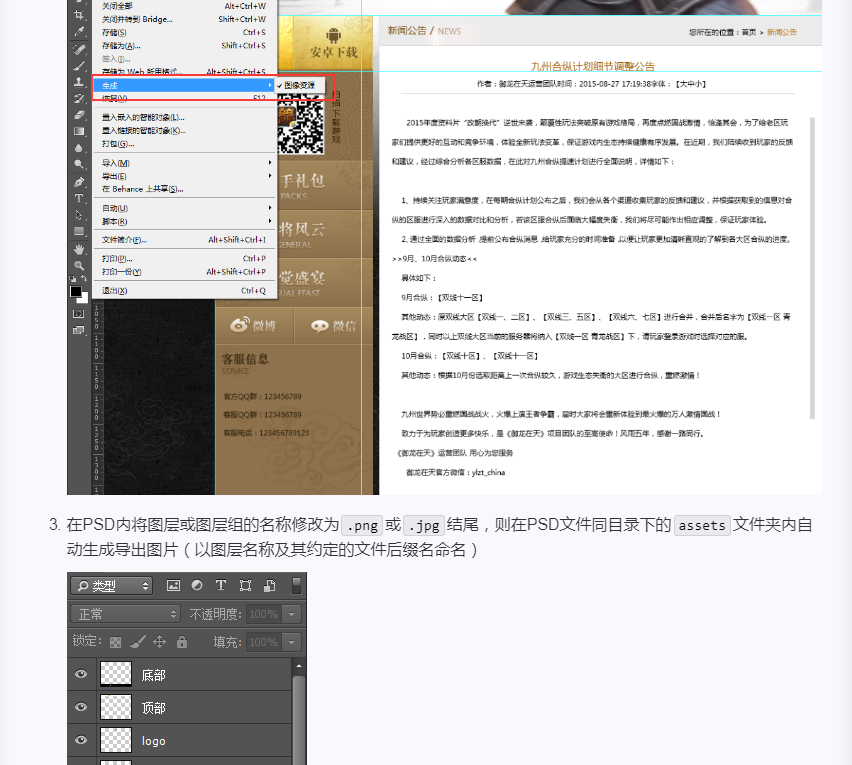 关闭全部 Alt+Ctrl+W
关闭并转到 Bridge... Shift+Ctrl+W
存储(S) Ctrl+S
存储为(A)... Shift+Ctrl+S
签入(I)...
存储为 Web 所用格式... Alt+Shift+Ctrl+S
生成
✓ 图像资源
恢复(V) F12
置入嵌入的智能对象(L)...
置入链接的智能对象(K)...
打包(G)...
导入(M)
导出(E)
在 Behance 上共享(S)...
自动(U)
脚本(R)
文件简介(F)... Alt+Shift+Ctrl+I
打印(P)... Ctrl+P
打印一份(Y) Alt+Shift+Ctrl+P
退出(X) Ctrl+Q
安卓下载
扫描下载游戏
手礼包
PACKS
将风云
GENERAL
觉盛宴
UAL FEAST
微博
微信
客服信息
SERVICE
官方QQ群：123456789
客服QQ群：123456789
客服电话：123456789123
新闻公告 / NEWS
您所在的位置：首页 > 新闻公告
九州合纵计划细节调整公告
作者：御龙在天运营团队时间：2015-08-27 17:19:38字体：【大中小】
2015年度资料片“改朝换代”逆世来袭，颠覆性玩法突破原有游戏格局，再度点燃国战激情，恰逢其会，为了给老区玩
家们提供更好的互动和竞争环境，体验全新玩法变革，保证游戏内生态持续健康有序发展。在近期，我们陆续收到玩家的反馈
和建议，经过综合分析各区服数据，在此对九州合纵提速计划进行全面说明，详情如下：
1、持续关注玩家满意度，在每期合纵计划公布之后，我们会从各个渠道收集玩家的反馈和建议，并根据获取到的信息对合
纵的区服进行深入的数据对比和分析，若该区服合纵后面临大幅度失衡，我们将尽可能作出相应调整，保证玩家体验。
2、通过全面的数据分析，提前公布合纵消息，给玩家充分的时间准备，以便让玩家更加清晰直观的了解到各大区合纵的进度。
>>9月、10月合纵动态<<
具体如下：
9月合纵：【双线十一区】
其他动态：原双线大区【双线一、二区】、【双线三、五区】、【双线六、七区】进行合并，合并后名字为【双线一区 青
龙战区】，同时以上双线大区当前的服务器将纳入【双线一区 青龙战区】下，请玩家登录游戏时选择对应的服。
10月合纵：【双线十区】、【双线十一区】
其他动态：根据10月份选取距离上一次合纵较久，游戏生态失衡的大区进行合纵，重燃激情！
九州世界势必重燃国战战火，火爆上演王者争霸，届时大家将会重新体验到最火爆的万人激情国战！
致力于为玩家创造更多快乐，是《御龙在天》项目团队的至高使命！风雨五年，感谢一路同行。
《御龙在天》运营团队 用心为您服务
御龙在天官方微信：ylzt_china
3. 在PSD内将图层或图层组的名称修改为 .png 或 .jpg 结尾，则在PSD文件同目录下的 assets 文件夹内自
动生成导出图片（以图层名称及其约定的文件后缀名命名）
类型
正常 不透明度: 100%
锁定: 填充: 100%
底部
顶部
logo